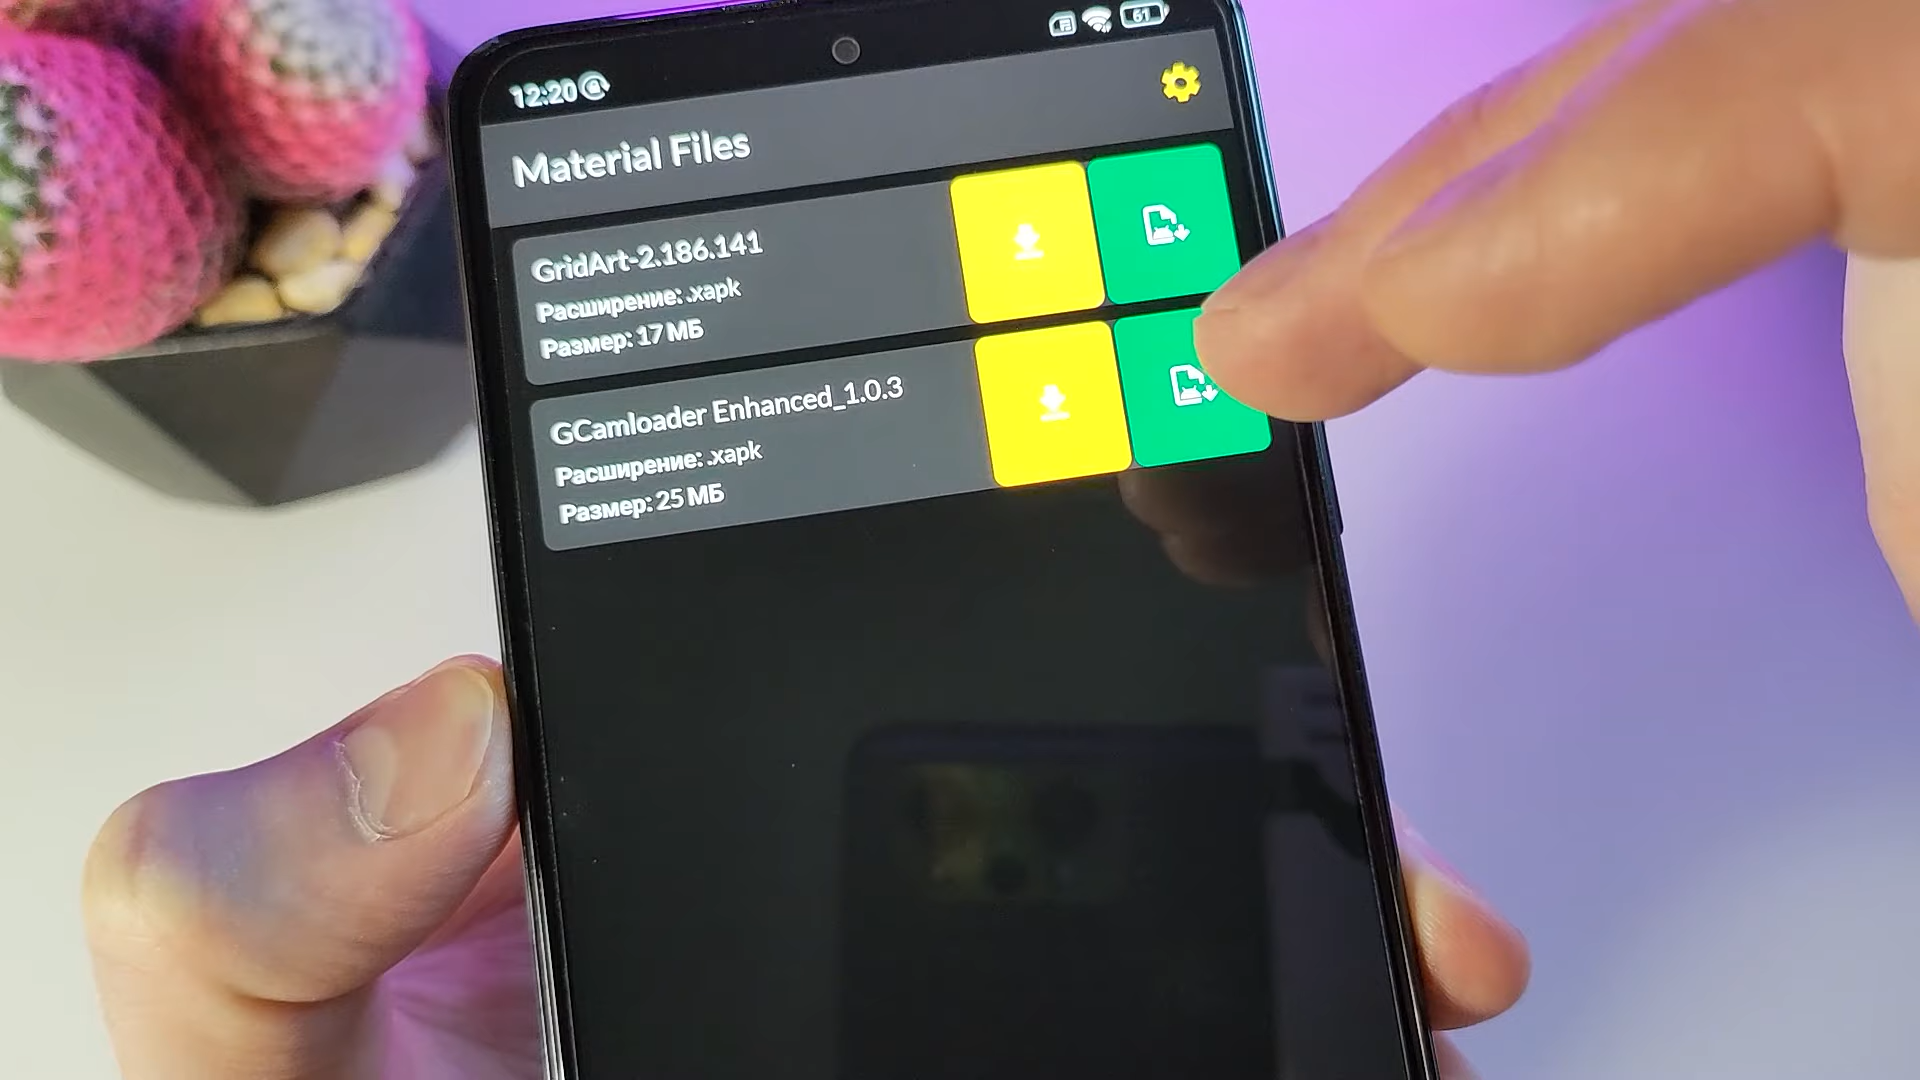 12:20
61
Material Files
GridArt-2.186.141
Расширение: .xapk
Размер: 17 МБ
GCamloader Enhanced_1.0.3
Расширение: .xapk
Размер: 25 МБ